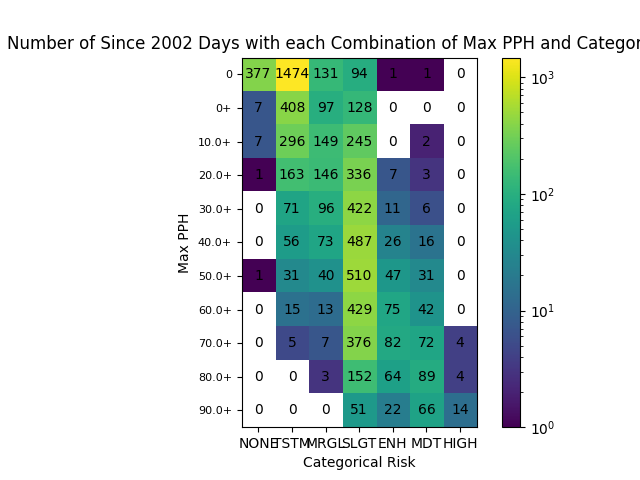 Number of Since 2002 Days with each Combination of Max PPH and Categor
0 377 1474 131 94 1 1 0
0+ 7 408 97 128 0 0 0
10.0+ 7 296 149 245 0 2 0
20.0+ 1 163 146 336 7 3 0
30.0+ 0 71 96 422 11 6 0
40.0+ 0 56 73 487 26 16 0
50.0+ 1 31 40 510 47 31 0
60.0+ 0 15 13 429 75 42 0
70.0+ 0 5 7 376 82 72 4
80.0+ 0 0 3 152 64 89 4
90.0+ 0 0 0 51 22 66 14
NONE TSTM MRGL SLGT ENH MDT HIGH
Categorical Risk
Max PPH
10³
10²
10¹
10⁰